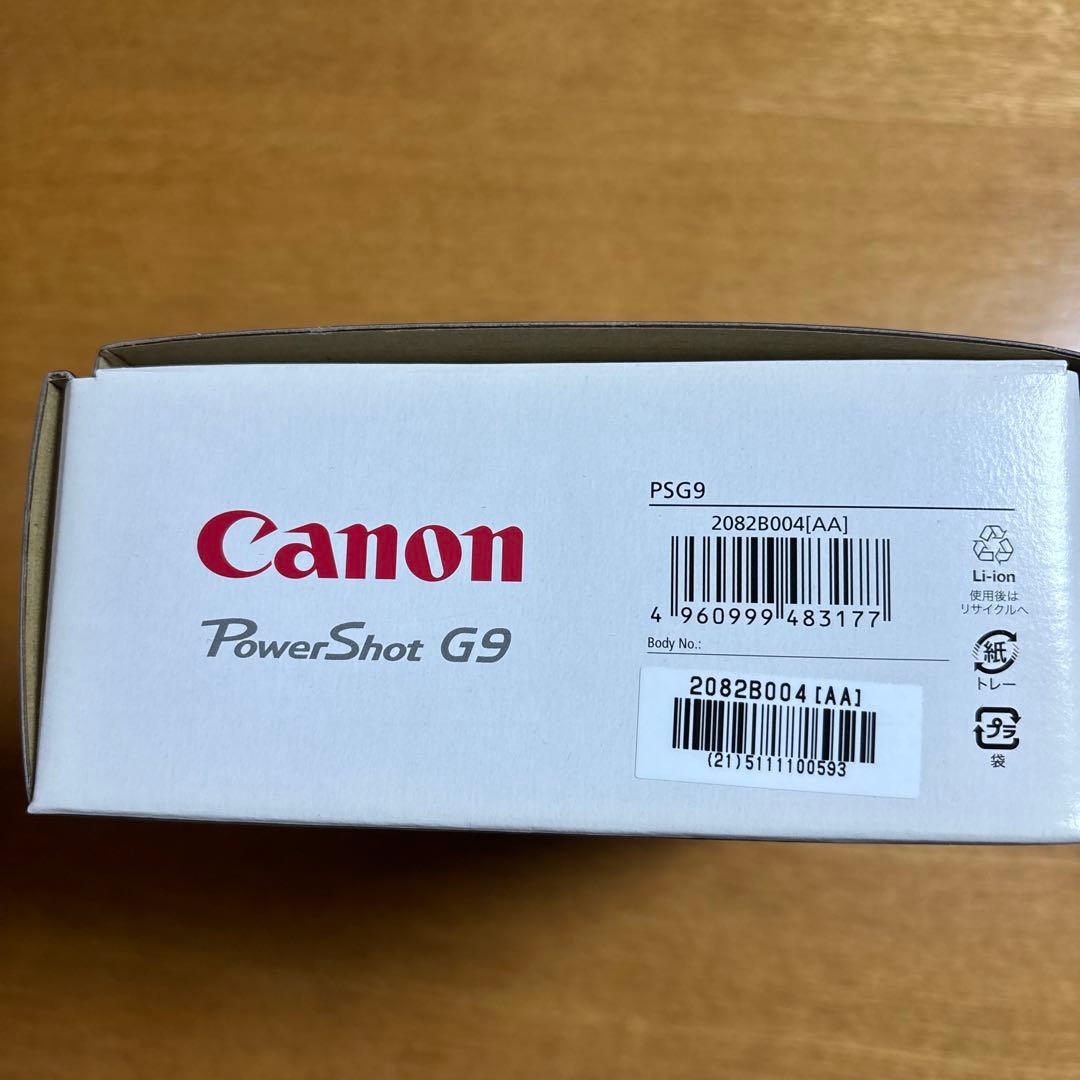 Canon
PowerShot G9
PSG9
2082B004[AA]
4 960999 483177
Body No.:
2082B004[AA]
(21)5111100593
Li-ion
使用後は
リサイクルへ
紙
トレー
プラ
袋